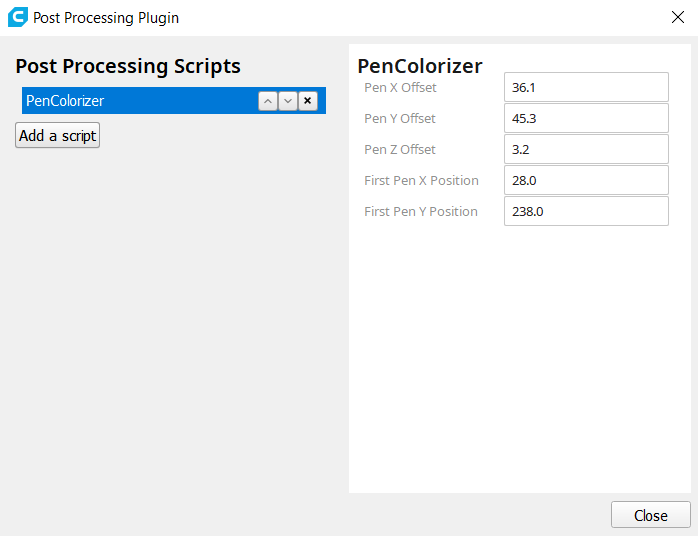 Post Processing Plugin
Post Processing Scripts
PenColorizer
Add a script
PenColorizer
Pen X Offset 36.1
Pen Y Offset 45.3
Pen Z Offset 3.2
First Pen X Position 28.0
First Pen Y Position 238.0
Close